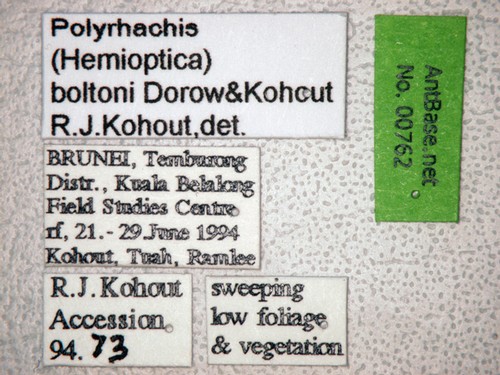 Polyrhachis
(Hemioptica)
boltoni Dorow&Kohout
R.J.Kohout,det.
AntBase.net
No. 00762
BRUNEI, Temburong
Distr., Kuala Belalong
Field Studies Centre
rf, 21.-29.June 1994
Kohout, Tuah, Ramlee
R.J.Kohout
Accession
94.73
sweeping
low foliage
& vegetation